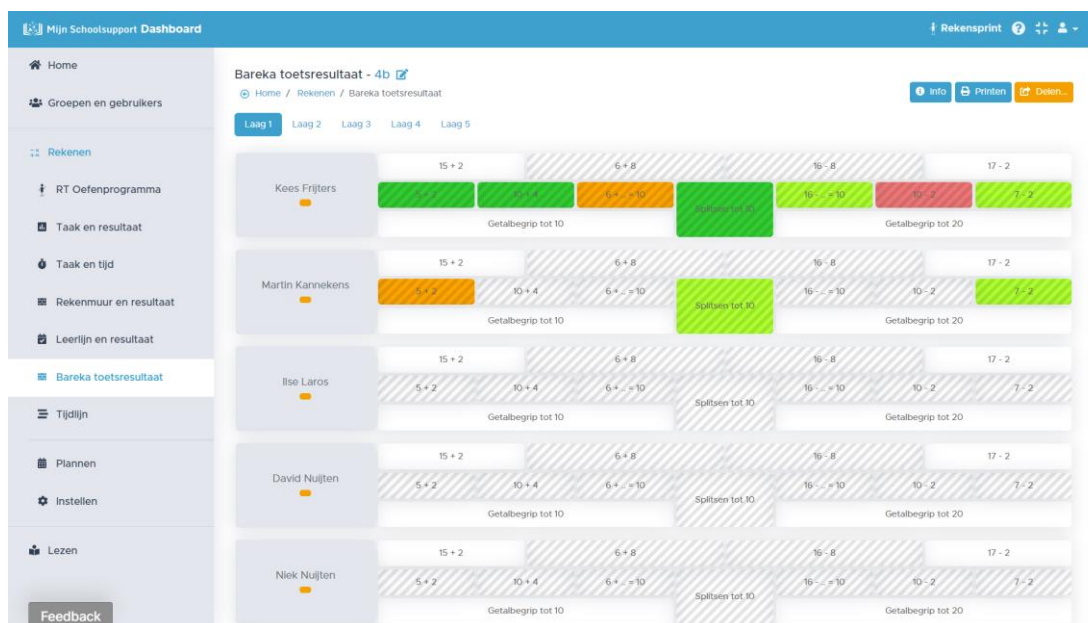 Mijn Schoolsupport Dashboard
Rekensprint
Home
Groepen en gebruikers
Rekenen
RT Oefenprogramma
Taak en resultaat
Taak en tijd
Rekenmuur en resultaat
Leerlijn en resultaat
Bareka toetsresultaat
Tijdlijn
Plannen
Instellen
Lezen
Feedback
Bareka toetsresultaat - 4b
Home / Rekenen / Bareka toetsresultaat
Info Printen Delen...
Laag 1 Laag 2 Laag 3 Laag 4 Laag 5
Kees Frijters
15 + 2 6 + 8 16 - 8 17 - 2
5 + 2 10 + 4 6 + .. = 10 Splitsen tot 10 16 - .. = 10 10 - 2 7 - 2
Getalbegrip tot 10 Getalbegrip tot 20
Martin Kannekens
15 + 2 6 + 8 16 - 8 17 - 2
5 + 2 10 + 4 6 + .. = 10 Splitsen tot 10 16 - .. = 10 10 - 2 7 - 2
Getalbegrip tot 10 Getalbegrip tot 20
Ilse Laros
15 + 2 6 + 8 16 - 8 17 - 2
5 + 2 10 + 4 6 + .. = 10 Splitsen tot 10 16 - .. = 10 10 - 2 7 - 2
Getalbegrip tot 10 Getalbegrip tot 20
David Nuijten
15 + 2 6 + 8 16 - 8 17 - 2
5 + 2 10 + 4 6 + .. = 10 Splitsen tot 10 16 - .. = 10 10 - 2 7 - 2
Getalbegrip tot 10 Getalbegrip tot 20
Niek Nuijten
15 + 2 6 + 8 16 - 8 17 - 2
5 + 2 10 + 4 6 + .. = 10 Splitsen tot 10 16 - .. = 10 10 - 2 7 - 2
Getalbegrip tot 10 Getalbegrip tot 20